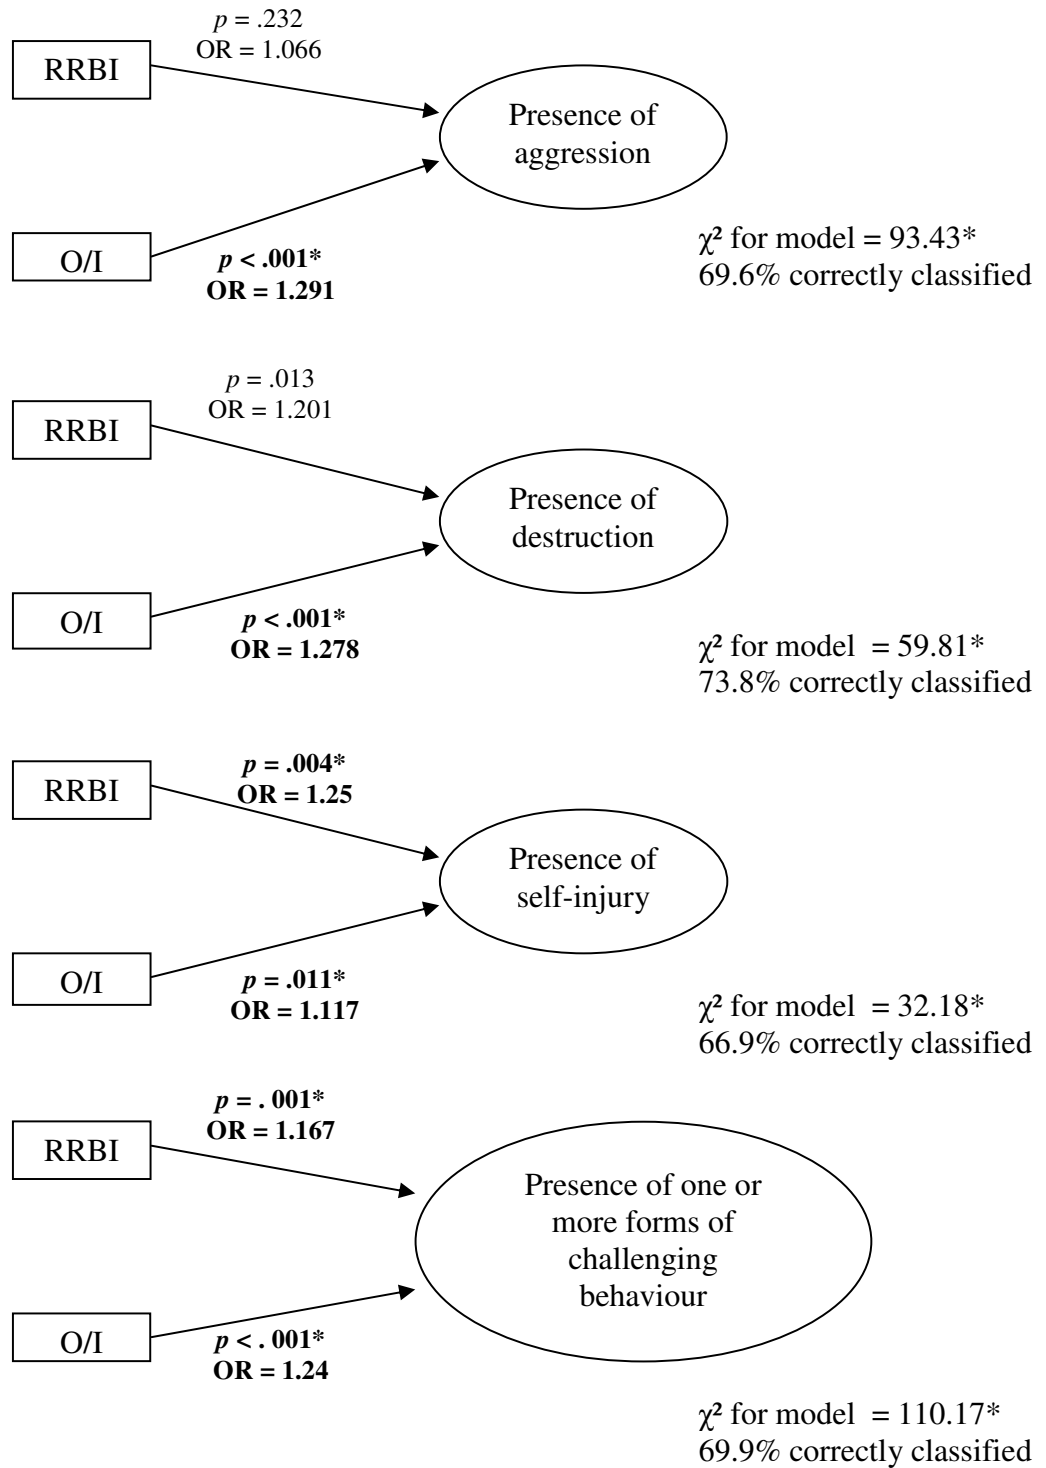 p = .232
OR = 1.066
RRBI
Presence of
aggression
O/I
p < .001*
OR = 1.291
χ² for model = 93.43*
69.6% correctly classified
p = .013
OR = 1.201
RRBI
Presence of
destruction
O/I
p < .001*
OR = 1.278
χ² for model = 59.81*
73.8% correctly classified
p = .004*
OR = 1.25
RRBI
Presence of
self-injury
O/I
p = .011*
OR = 1.117
χ² for model = 32.18*
66.9% correctly classified
p = . 001*
OR = 1.167
RRBI
Presence of one or
more forms of
challenging
behaviour
O/I
p < . 001*
OR = 1.24
χ² for model = 110.17*
69.9% correctly classified